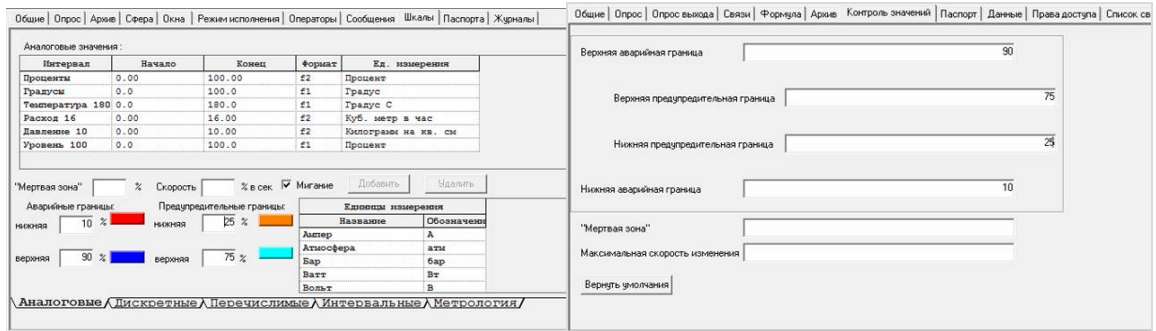 Общие Опрос Архив Сфера Окна Режим исполнения Операторы Сообщения Шкалы Паспорта Журналы
Аналоговые значения :
Интервал Начало Конец Формат Ед. измерения
Проценты 0.00 100.00 f2 Процент
Градусы 0.0 100.0 f1 Градус
Температура 180 0.0 180.0 f1 Градус С
Расход 16 0.00 16.00 f2 Куб. метр в час
Давление 10 0.00 10.00 f2 Килограмм на кв. см
Уровень 100 0.0 100.0 f1 Процент
"Мертвая зона" % Скорость % в сек Мигание Добавить Удалить
Аварийные границы: Предупредительные границы:
нижняя 10 % нижняя 25 %
верхняя 90 % верхняя 75 %
Единицы измерения
Название Обозначени
Ампер А
Атмосфера атм
Бар бар
Ватт Вт
Вольт В
Аналоговые Дискретные Перечислимые Интервальные Метрология
Общие Опрос Опрос выхода Связи Формула Архив Контроль значений Паспорт Данные Права доступа Список св
Верхняя аварийная граница 90
Верхняя предупредительная граница 75
Нижняя предупредительная граница 25
Нижняя аварийная граница 10
"Мертвая зона"
Максимальная скорость изменения
Вернуть умолчания